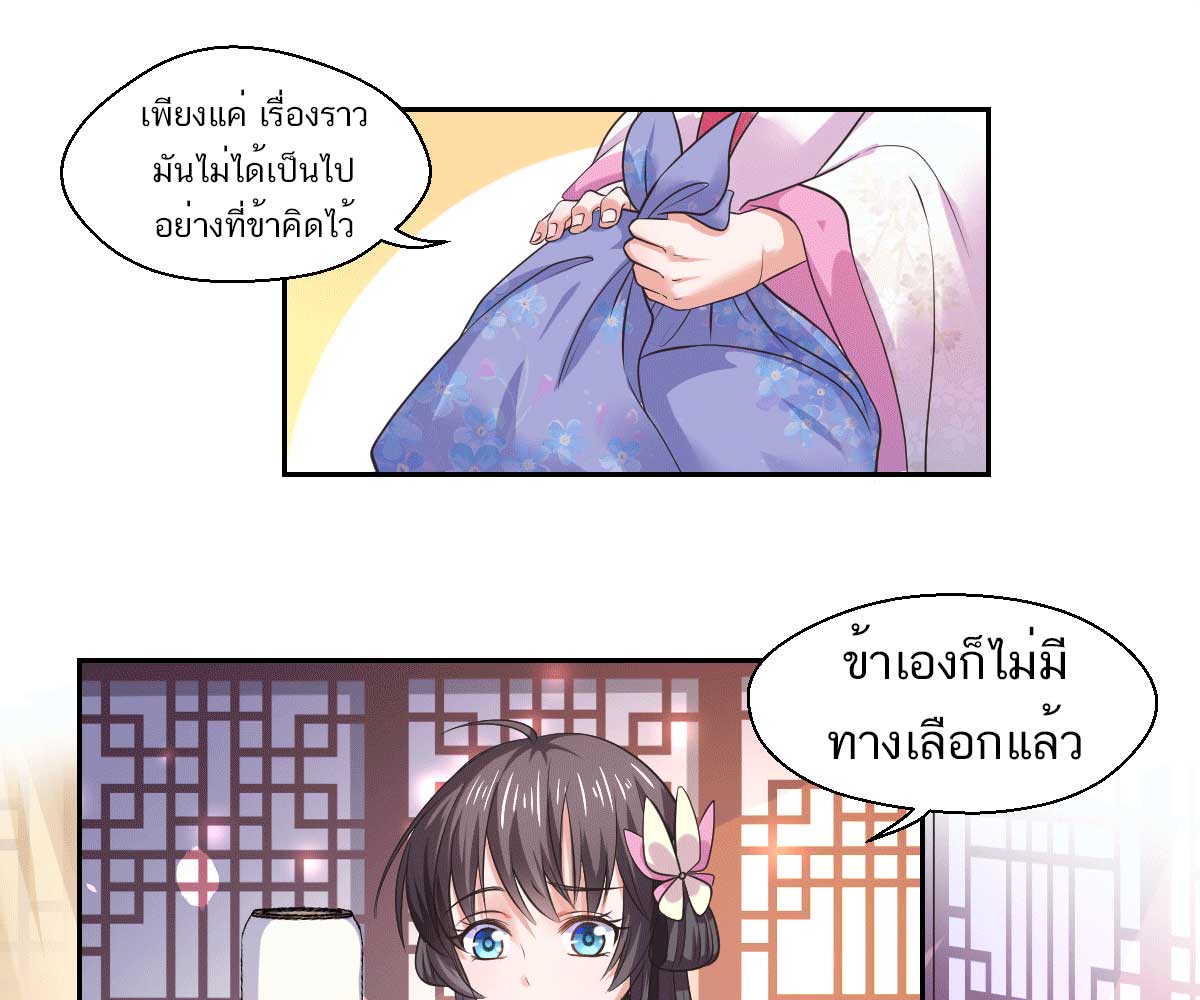 เพียงแค่ เรื่องราว
มันไม่ได้เป็นไป
อย่างที่ข้าคิดไว้
ข้าเองก็ไม่มี
ทางเลือกแล้ว